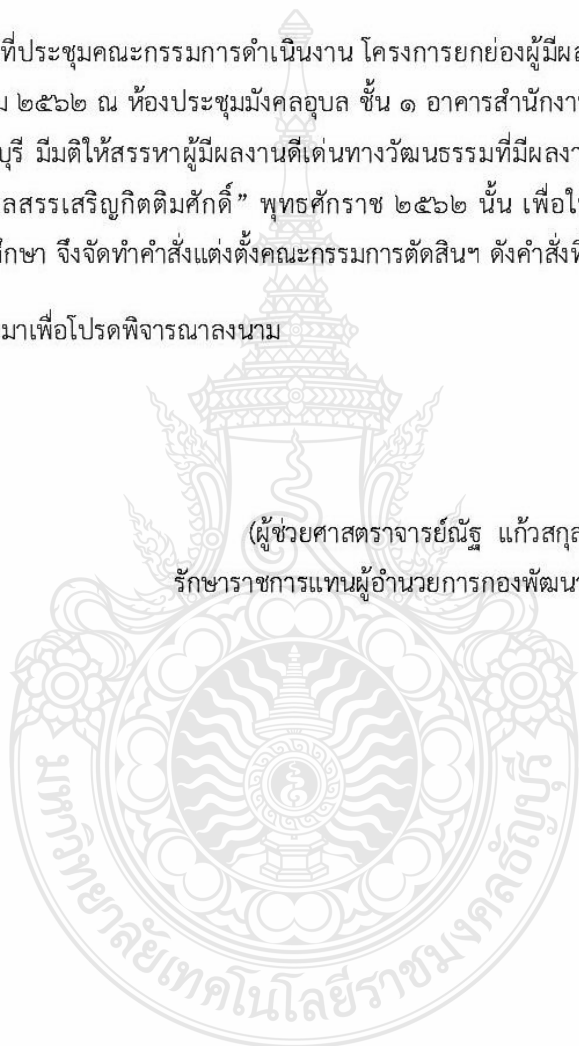 ที่ประชุมคณะกรรมการดำเนินงาน โครงการยกย่องผู้มีผล
ม ๒๕๖๒ ณ ห้องประชุมมังคลอุบล ชั้น ๑ อาคารสำนักงาน
บุรี มีมติให้สรรหาผู้มีผลงานดีเด่นทางวัฒนธรรมที่มีผลงา
ลสรรเสริญกิตติมศักดิ์” พุทธศักราช ๒๕๖๒ นั้น เพื่อให้
ศึกษา จึงจัดทำคำสั่งแต่งตั้งคณะกรรมการตัดสินฯ ดังคำสั่งที่
มาเพื่อโปรดพิจารณาลงนาม
(ผู้ช่วยศาสตราจารย์ณัฐ แก้วสกุล
รักษาราชการแทนผู้อำนวยการกองพัฒนา
มหาวิทยาลัยเทคโนโลยีราชมงคลธัญบุรี